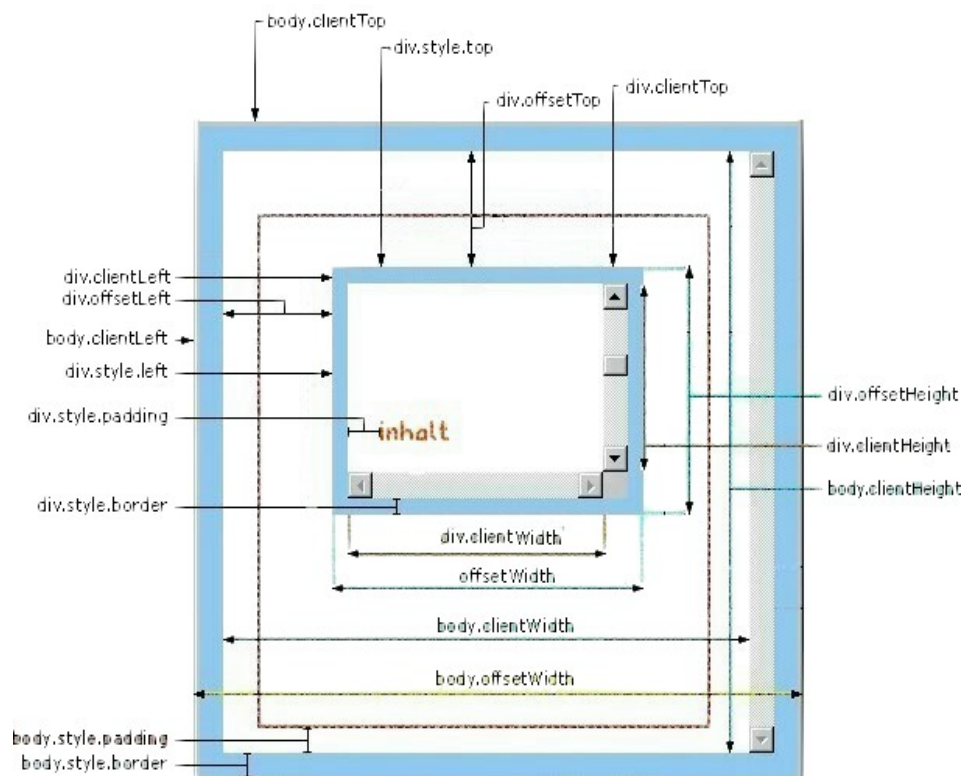 body.clientTop
div.style.top
div.clientTop
div.offsetTop
div.clientLeft
div.offsetLeft
body.clientLeft
div.style.left
div.offsetHeight
div.style.padding
inhalt
div.clientHeight
body.clientHeight
div.style.border
div.clientWidth
offsetWidth
body.clientWidth
body.offsetWidth
body.style.padding
body.style.border